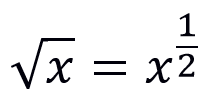 √x = x^(1/2)